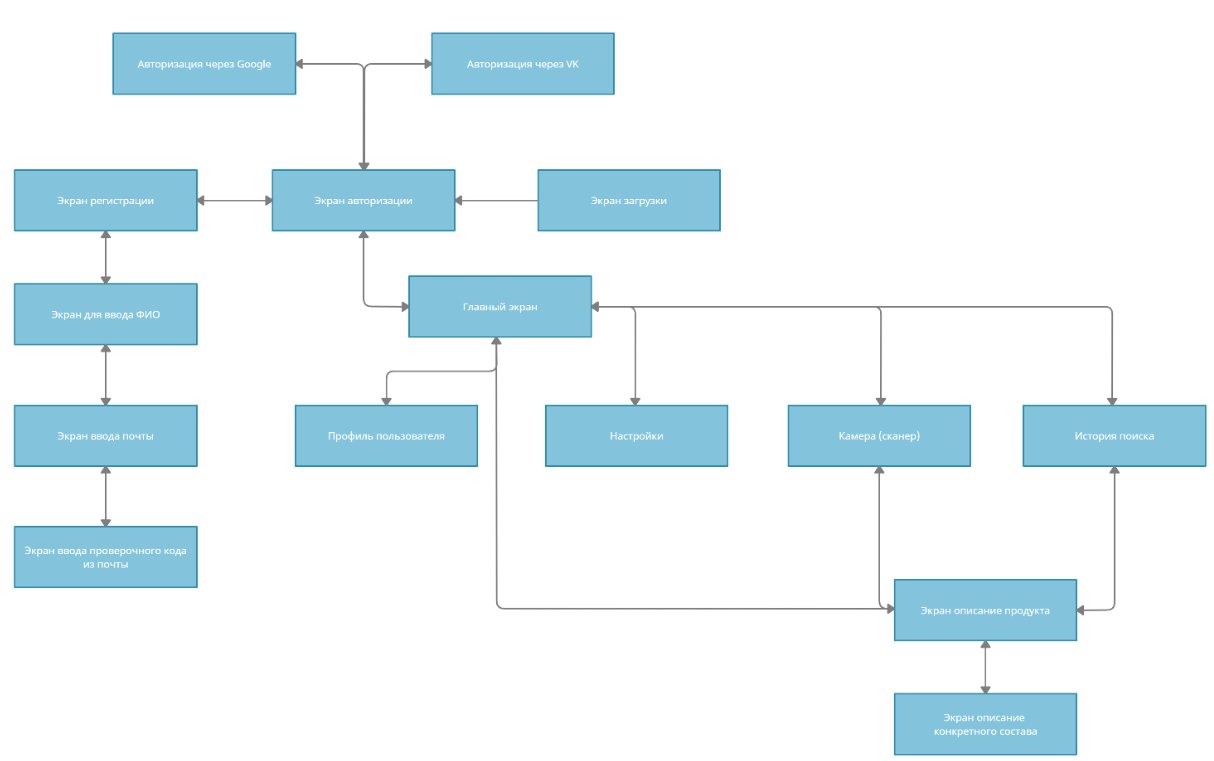 Авторизация через Google
Авторизация через VK
Экран регистрации
Экран авторизации
Экран загрузки
Главный экран
Экран для ввода ФИО
Экран ввода почты
Профиль пользователя
Настройки
Камера (сканер)
История поиска
Экран ввода проверочного кода
из почты
Экран описание продукта
Экран описание
конкретного состава